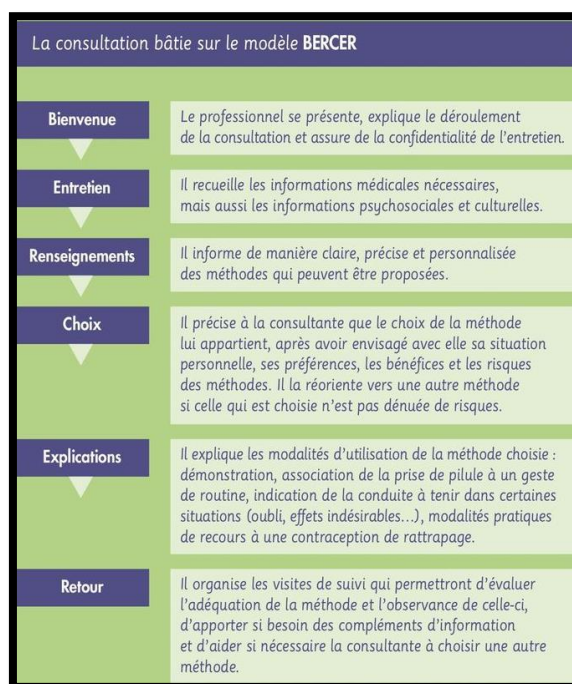 La consultation bâtie sur le modèle BERCER
Bienvenue
Le professionnel se présente, explique le déroulement
de la consultation et assure de la confidentialité de l'entretien.
Entretien
Il recueille les informations médicales nécessaires,
mais aussi les informations psychosociales et culturelles.
Renseignements
Il informe de manière claire, précise et personnalisée
des méthodes qui peuvent être proposées.
Choix
Il précise à la consultante que le choix de la méthode
lui appartient, après avoir envisagé avec elle sa situation
personnelle, ses préférences, les bénéfices et les risques
des méthodes. Il la réoriente vers une autre méthode
si celle qui est choisie n'est pas dénuée de risques.
Explications
Il explique les modalités d'utilisation de la méthode choisie :
démonstration, association de la prise de pilule à un geste
de routine, indication de la conduite à tenir dans certaines
situations (oubli, effets indésirables…), modalités pratiques
de recours à une contraception de rattrapage.
Retour
Il organise les visites de suivi qui permettront d'évaluer
l'adéquation de la méthode et l'observance de celle-ci,
d'apporter si besoin des compléments d'information
et d'aider si nécessaire la consultante à choisir une autre
méthode.